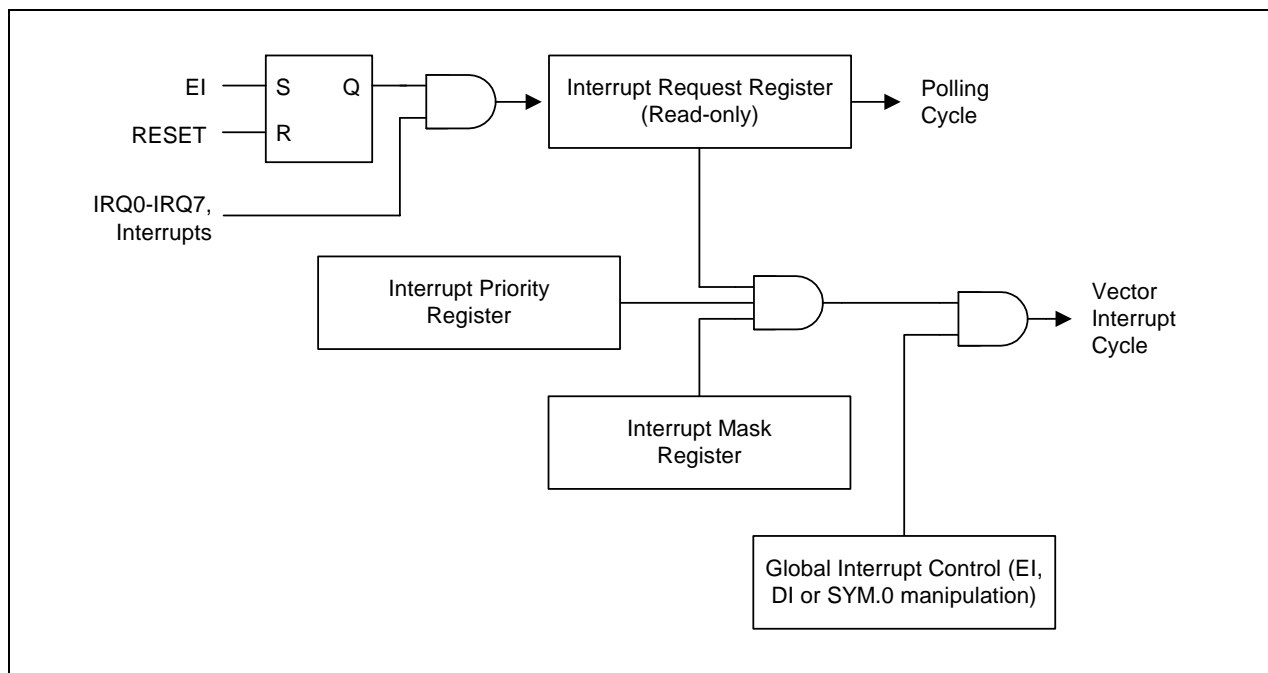 EI
S
Q
RESET
R
IRQ0-IRQ7,
Interrupts
Interrupt Request Register
(Read-only)
Polling
Cycle
Interrupt Priority
Register
Vector
Interrupt
Cycle
Interrupt Mask
Register
Global Interrupt Control (EI,
DI or SYM.0 manipulation)